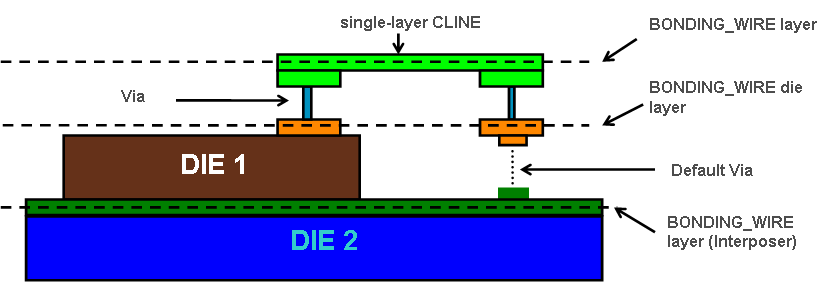 single-layer CLINE
BONDING_WIRE layer
Via
BONDING_WIRE die
layer
DIE 1
Default Via
BONDING_WIRE
layer (Interposer)
DIE 2